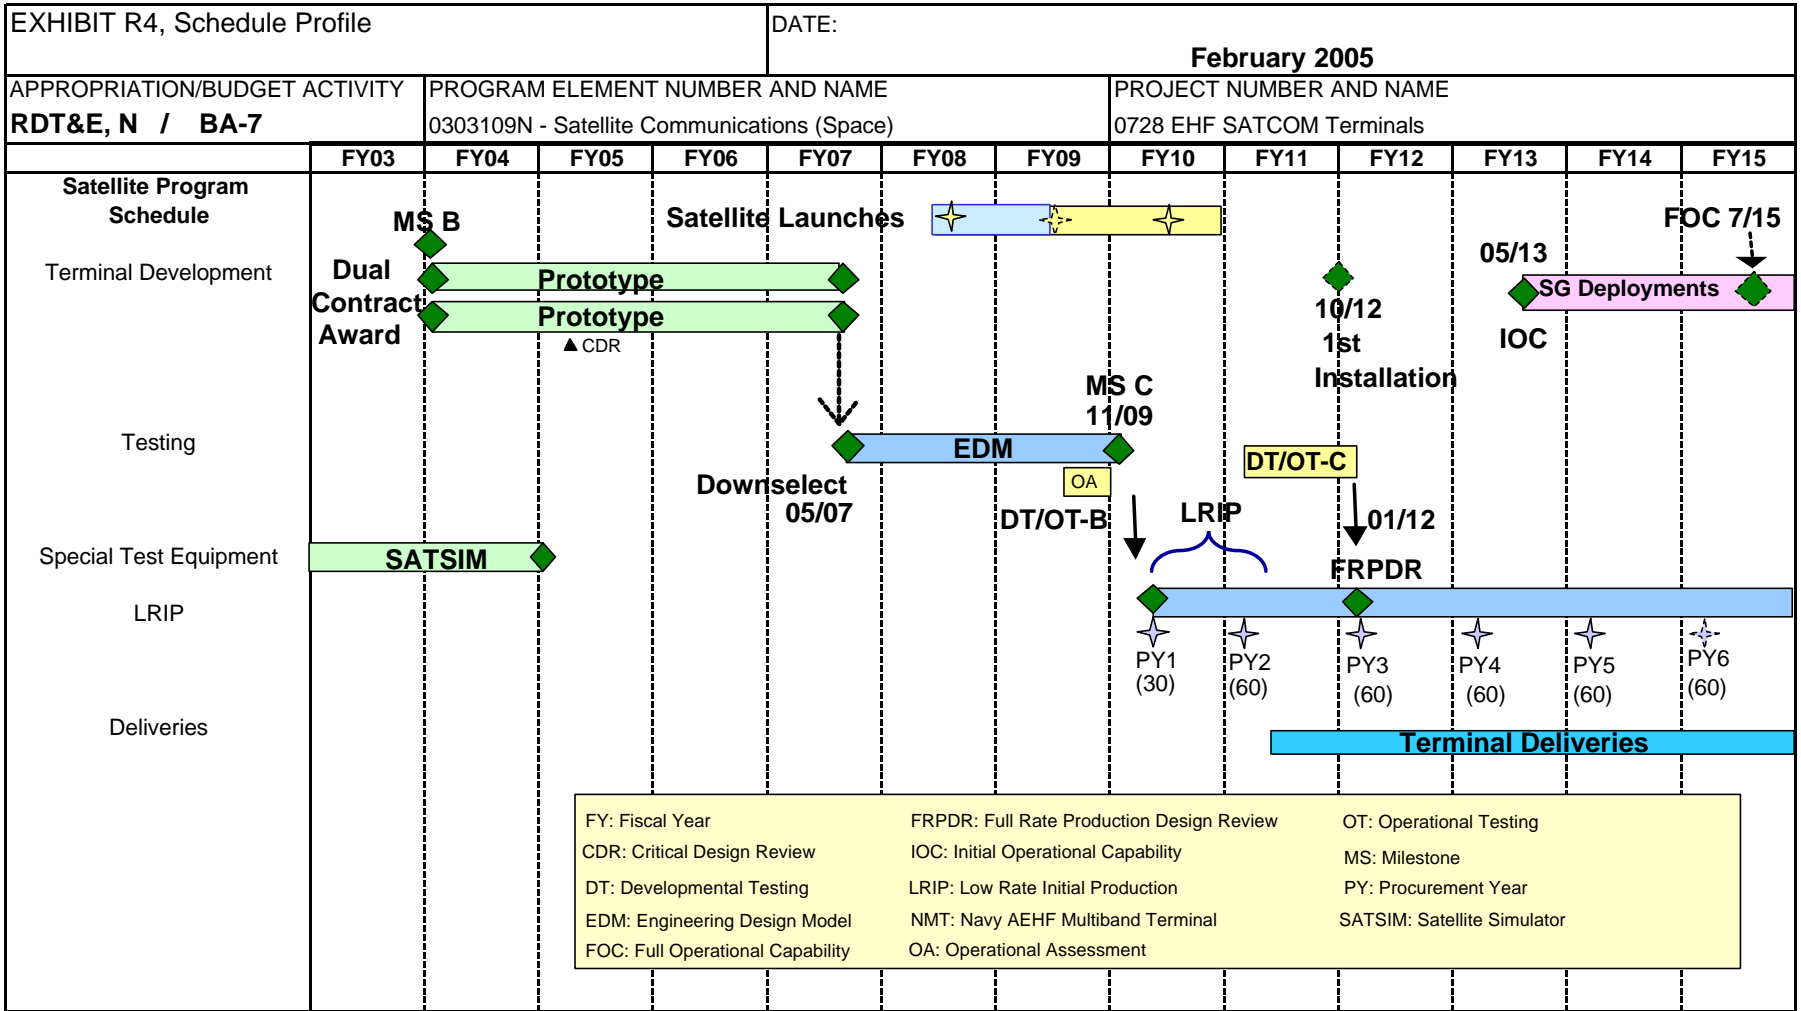 EXHIBIT R4, Schedule Profile
DATE:
February 2005
APPROPRIATION/BUDGET ACTIVITY
PROGRAM ELEMENT NUMBER AND NAME
PROJECT NUMBER AND NAME
RDT&E, N / BA-7
0303109N - Satellite Communications (Space)
0728 EHF SATCOM Terminals
FY03 FY04 FY05 FY06 FY07 FY08 FY09 FY10 FY11 FY12 FY13 FY14 FY15
Satellite Program
Schedule
MS B
Satellite Launches
FOC 7/15
Terminal Development
Dual
Contract
Award
Prototype
Prototype
CDR
05/13
SG Deployments
IOC
10/12
1st
Installation
MS C
11/09
Testing
EDM
DT/OT-C
OA
Downselect
05/07
DT/OT-B
LRIP
01/12
Special Test Equipment
SATSIM
FRPDR
LRIP
PY1
(30)
PY2
(60)
PY3
(60)
PY4
(60)
PY5
(60)
PY6
(60)
Deliveries
Terminal Deliveries
FY: Fiscal Year
CDR: Critical Design Review
DT: Developmental Testing
EDM: Engineering Design Model
FOC: Full Operational Capability
FRPDR: Full Rate Production Design Review
IOC: Initial Operational Capability
LRIP: Low Rate Initial Production
NMT: Navy AEHF Multiband Terminal
OA: Operational Assessment
OT: Operational Testing
MS: Milestone
PY: Procurement Year
SATSIM: Satellite Simulator